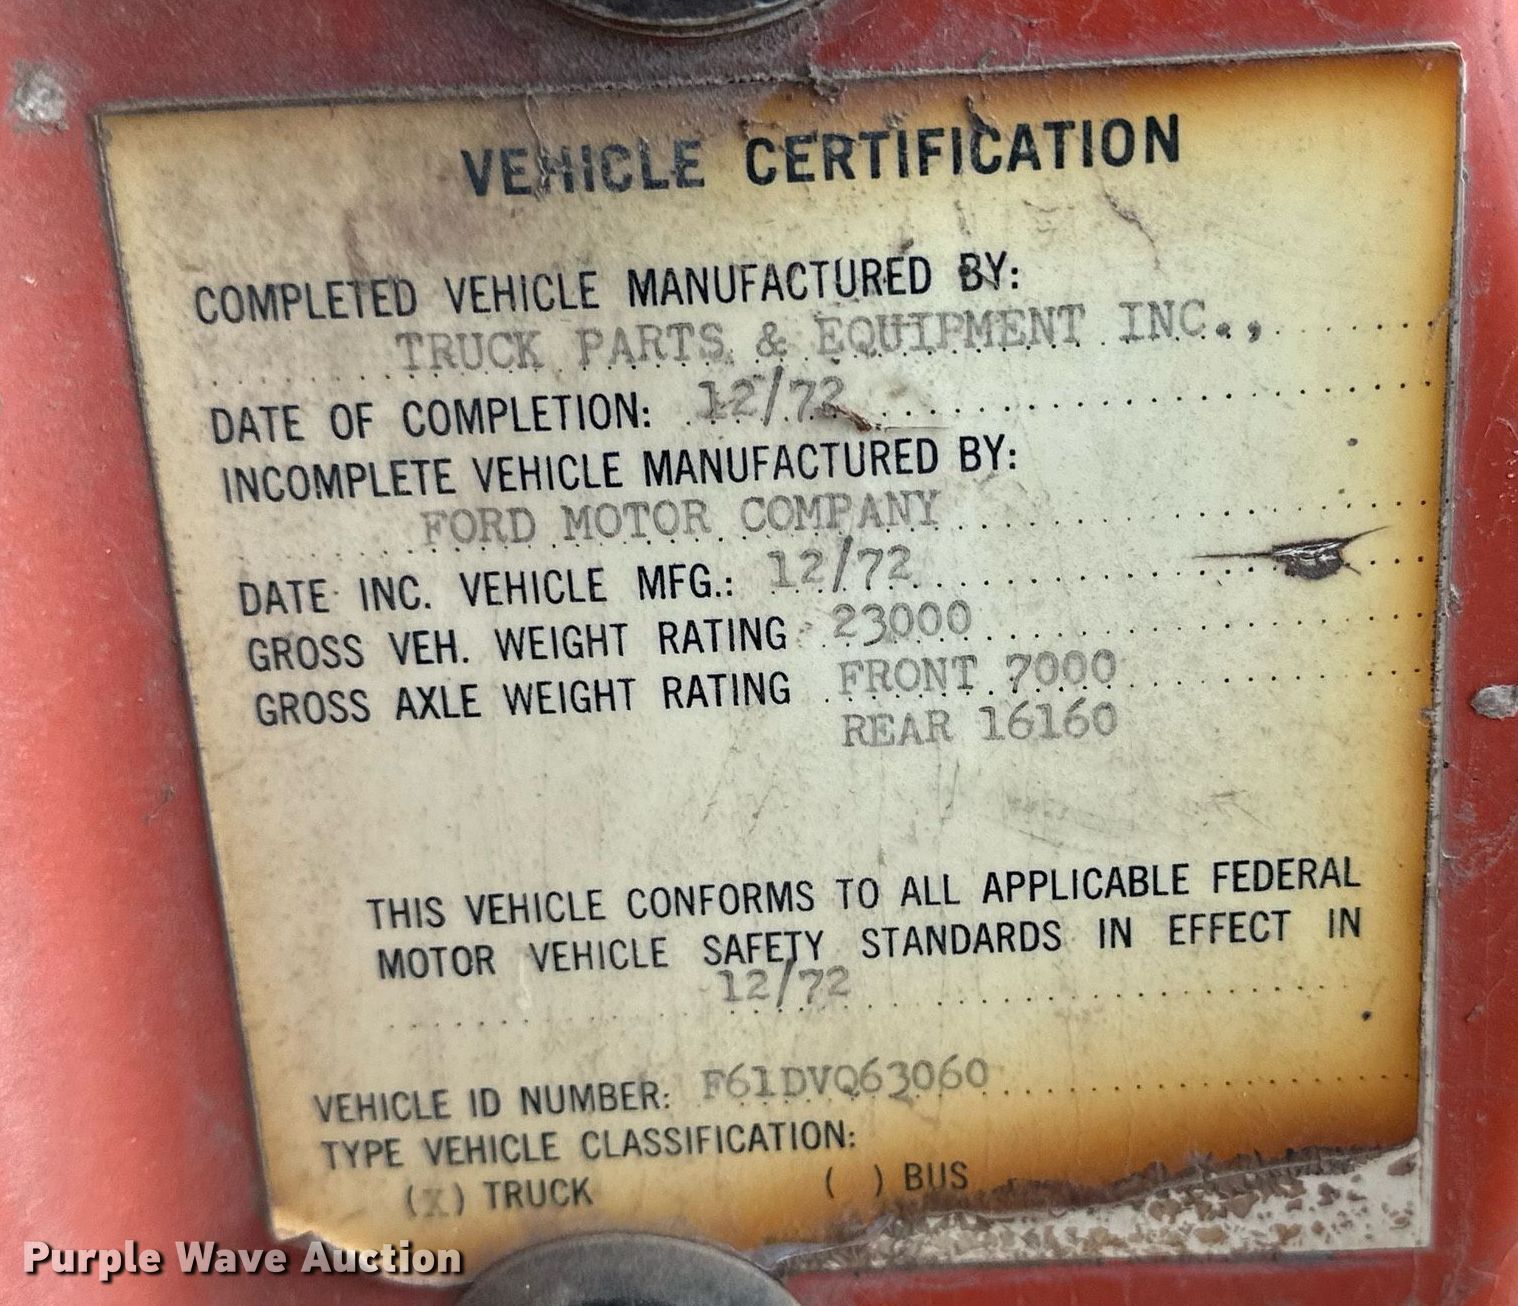 VEHICLE CERTIFICATION
COMPLETED VEHICLE MANUFACTURED BY:
TRUCK PARTS & EQUIPMENT INC.,
DATE OF COMPLETION: 12/72
INCOMPLETE VEHICLE MANUFACTURED BY:
FORD MOTOR COMPANY
DATE INC. VEHICLE MFG.: 12/72
GROSS VEH. WEIGHT RATING 23000
GROSS AXLE WEIGHT RATING FRONT 7000
REAR 16160
THIS VEHICLE CONFORMS TO ALL APPLICABLE FEDERAL
MOTOR VEHICLE SAFETY STANDARDS IN EFFECT IN
12/72
VEHICLE ID NUMBER: F61DVQ63060
TYPE VEHICLE CLASSIFICATION:
(X) TRUCK ( ) BUS
Purple Wave Auction